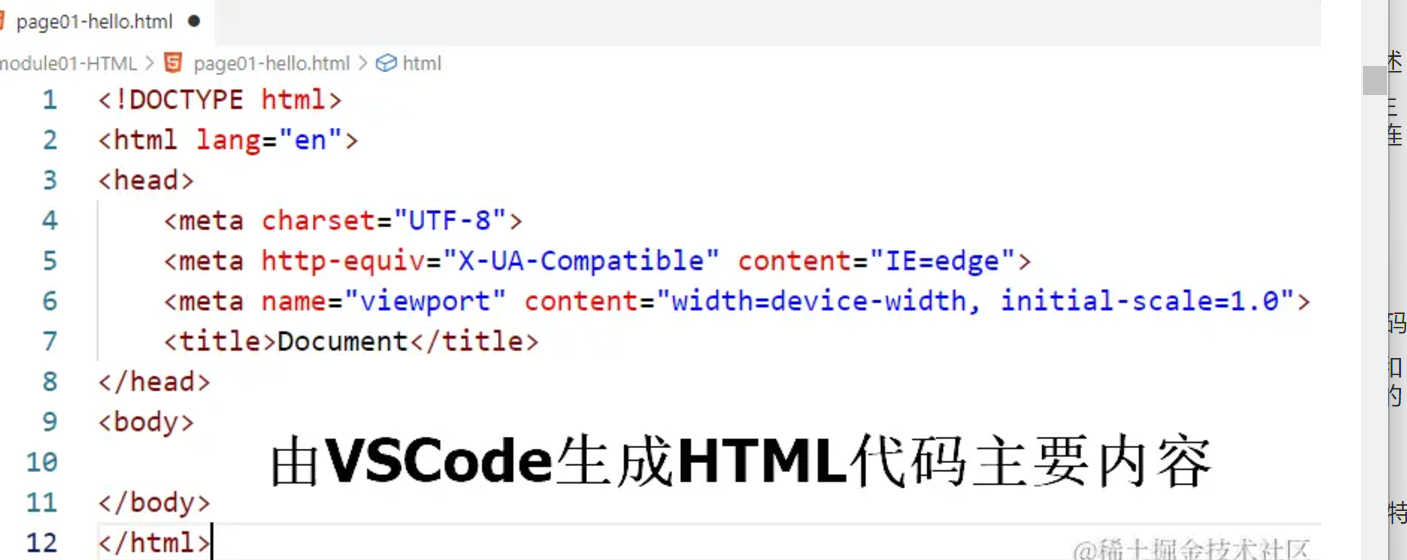 page01-hello.html
module01-HTML > page01-hello.html > html
1 <!DOCTYPE html>
2 <html lang="en">
3 <head>
4 <meta charset="UTF-8">
5 <meta http-equiv="X-UA-Compatible" content="IE=edge">
6 <meta name="viewport" content="width=device-width, initial-scale=1.0">
7 <title>Document</title>
8 </head>
9 <body>
10
由VSCode生成HTML代码主要内容
11 </body>
12 </html>
@稀土掘金技术社区
述
连
码
和
的
特